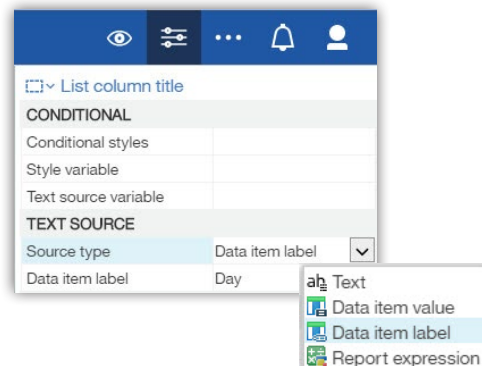 List column title
CONDITIONAL
Conditional styles
Style variable
Text source variable
TEXT SOURCE
Source type Data item label
Data item label Day
ab Text
Data item value
Data item label
Report expression